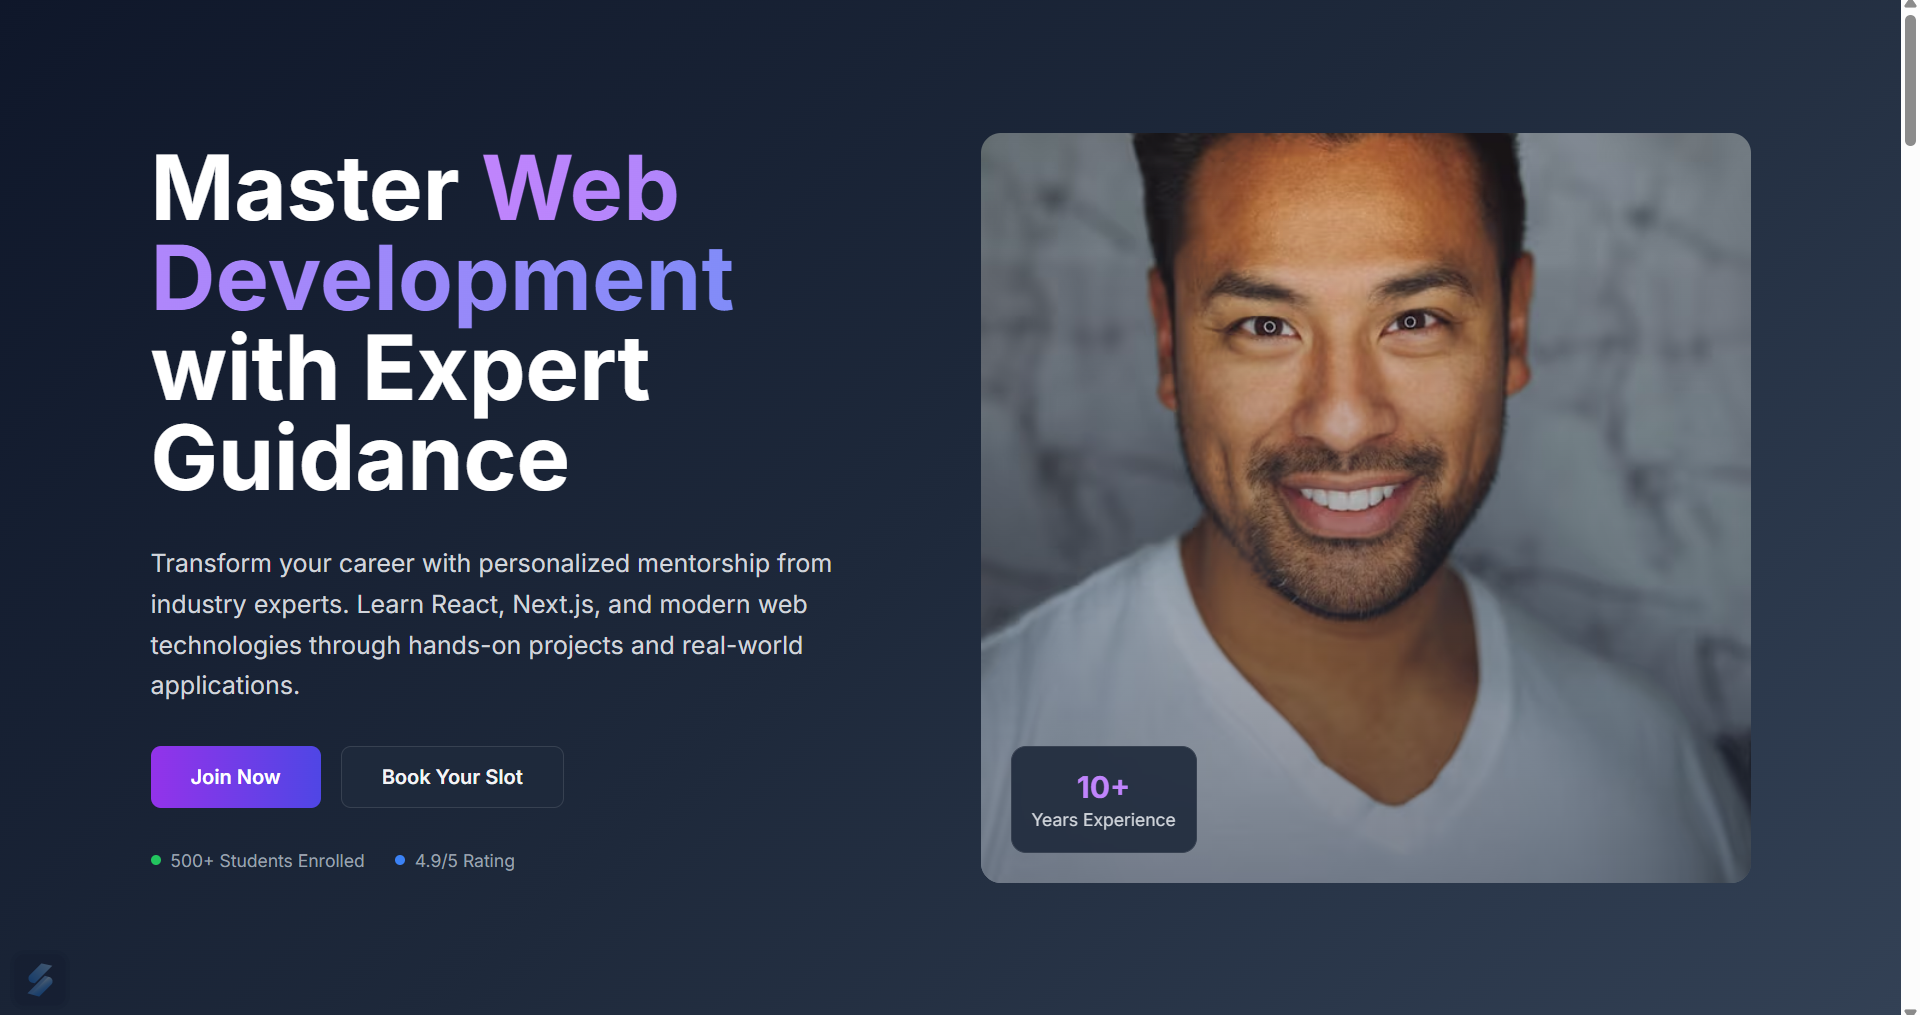 Master Web
Development
with Expert
Guidance
Transform your career with personalized mentorship from
industry experts. Learn React, Next.js, and modern web
technologies through hands-on projects and real-world
applications.
Join Now
Book Your Slot
500+ Students Enrolled
4.9/5 Rating
10+
Years Experience